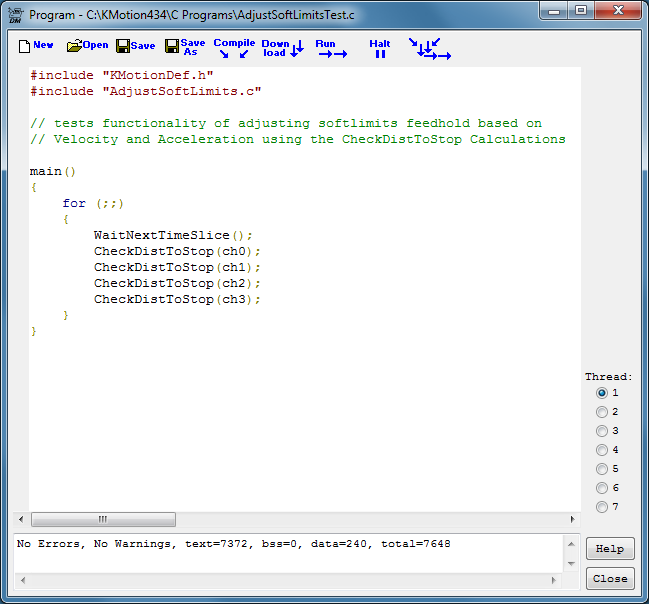 Program - C:\KMotion434\C Programs\AdjustSoftLimitsTest.c
New Open Save Save As Compile Down load Run Halt
#include "KMotionDef.h"
#include "AdjustSoftLimits.c"
// tests functionality of adjusting softlimits feedhold based on
// Velocity and Acceleration using the CheckDistToStop Calculations
main()
{
for (;;)
{
WaitNextTimeSlice();
CheckDistToStop(ch0);
CheckDistToStop(ch1);
CheckDistToStop(ch2);
CheckDistToStop(ch3);
}
}
Thread:
1
2
3
4
5
6
7
No Errors, No Warnings, text=7372, bss=0, data=240, total=7648
Help
Close